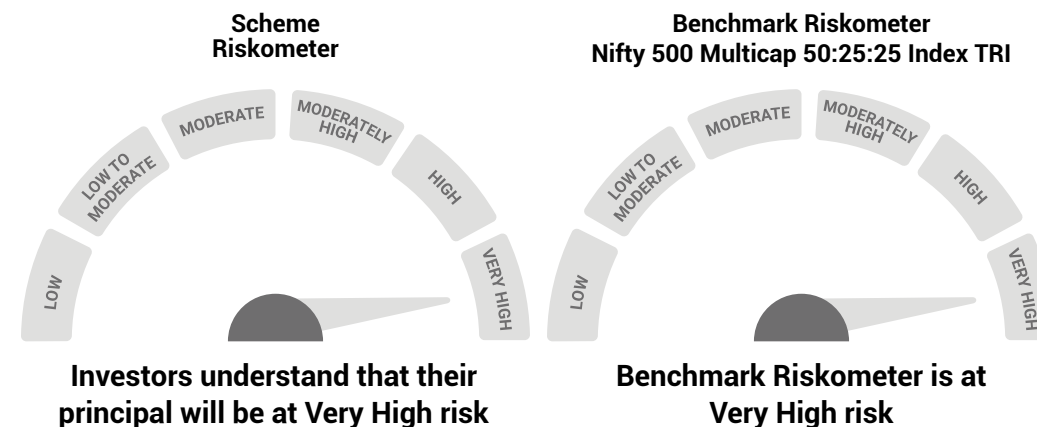 Scheme
Riskometer
LOW
LOW TO
MODERATE
MODERATE
MODERATELY
HIGH
HIGH
VERY HIGH
Investors understand that their
principal will be at Very High risk
Benchmark Riskometer
Nifty 500 Multicap 50:25:25 Index TRI
LOW
LOW TO
MODERATE
MODERATE
MODERATELY
HIGH
HIGH
VERY HIGH
Benchmark Riskometer is at
Very High risk